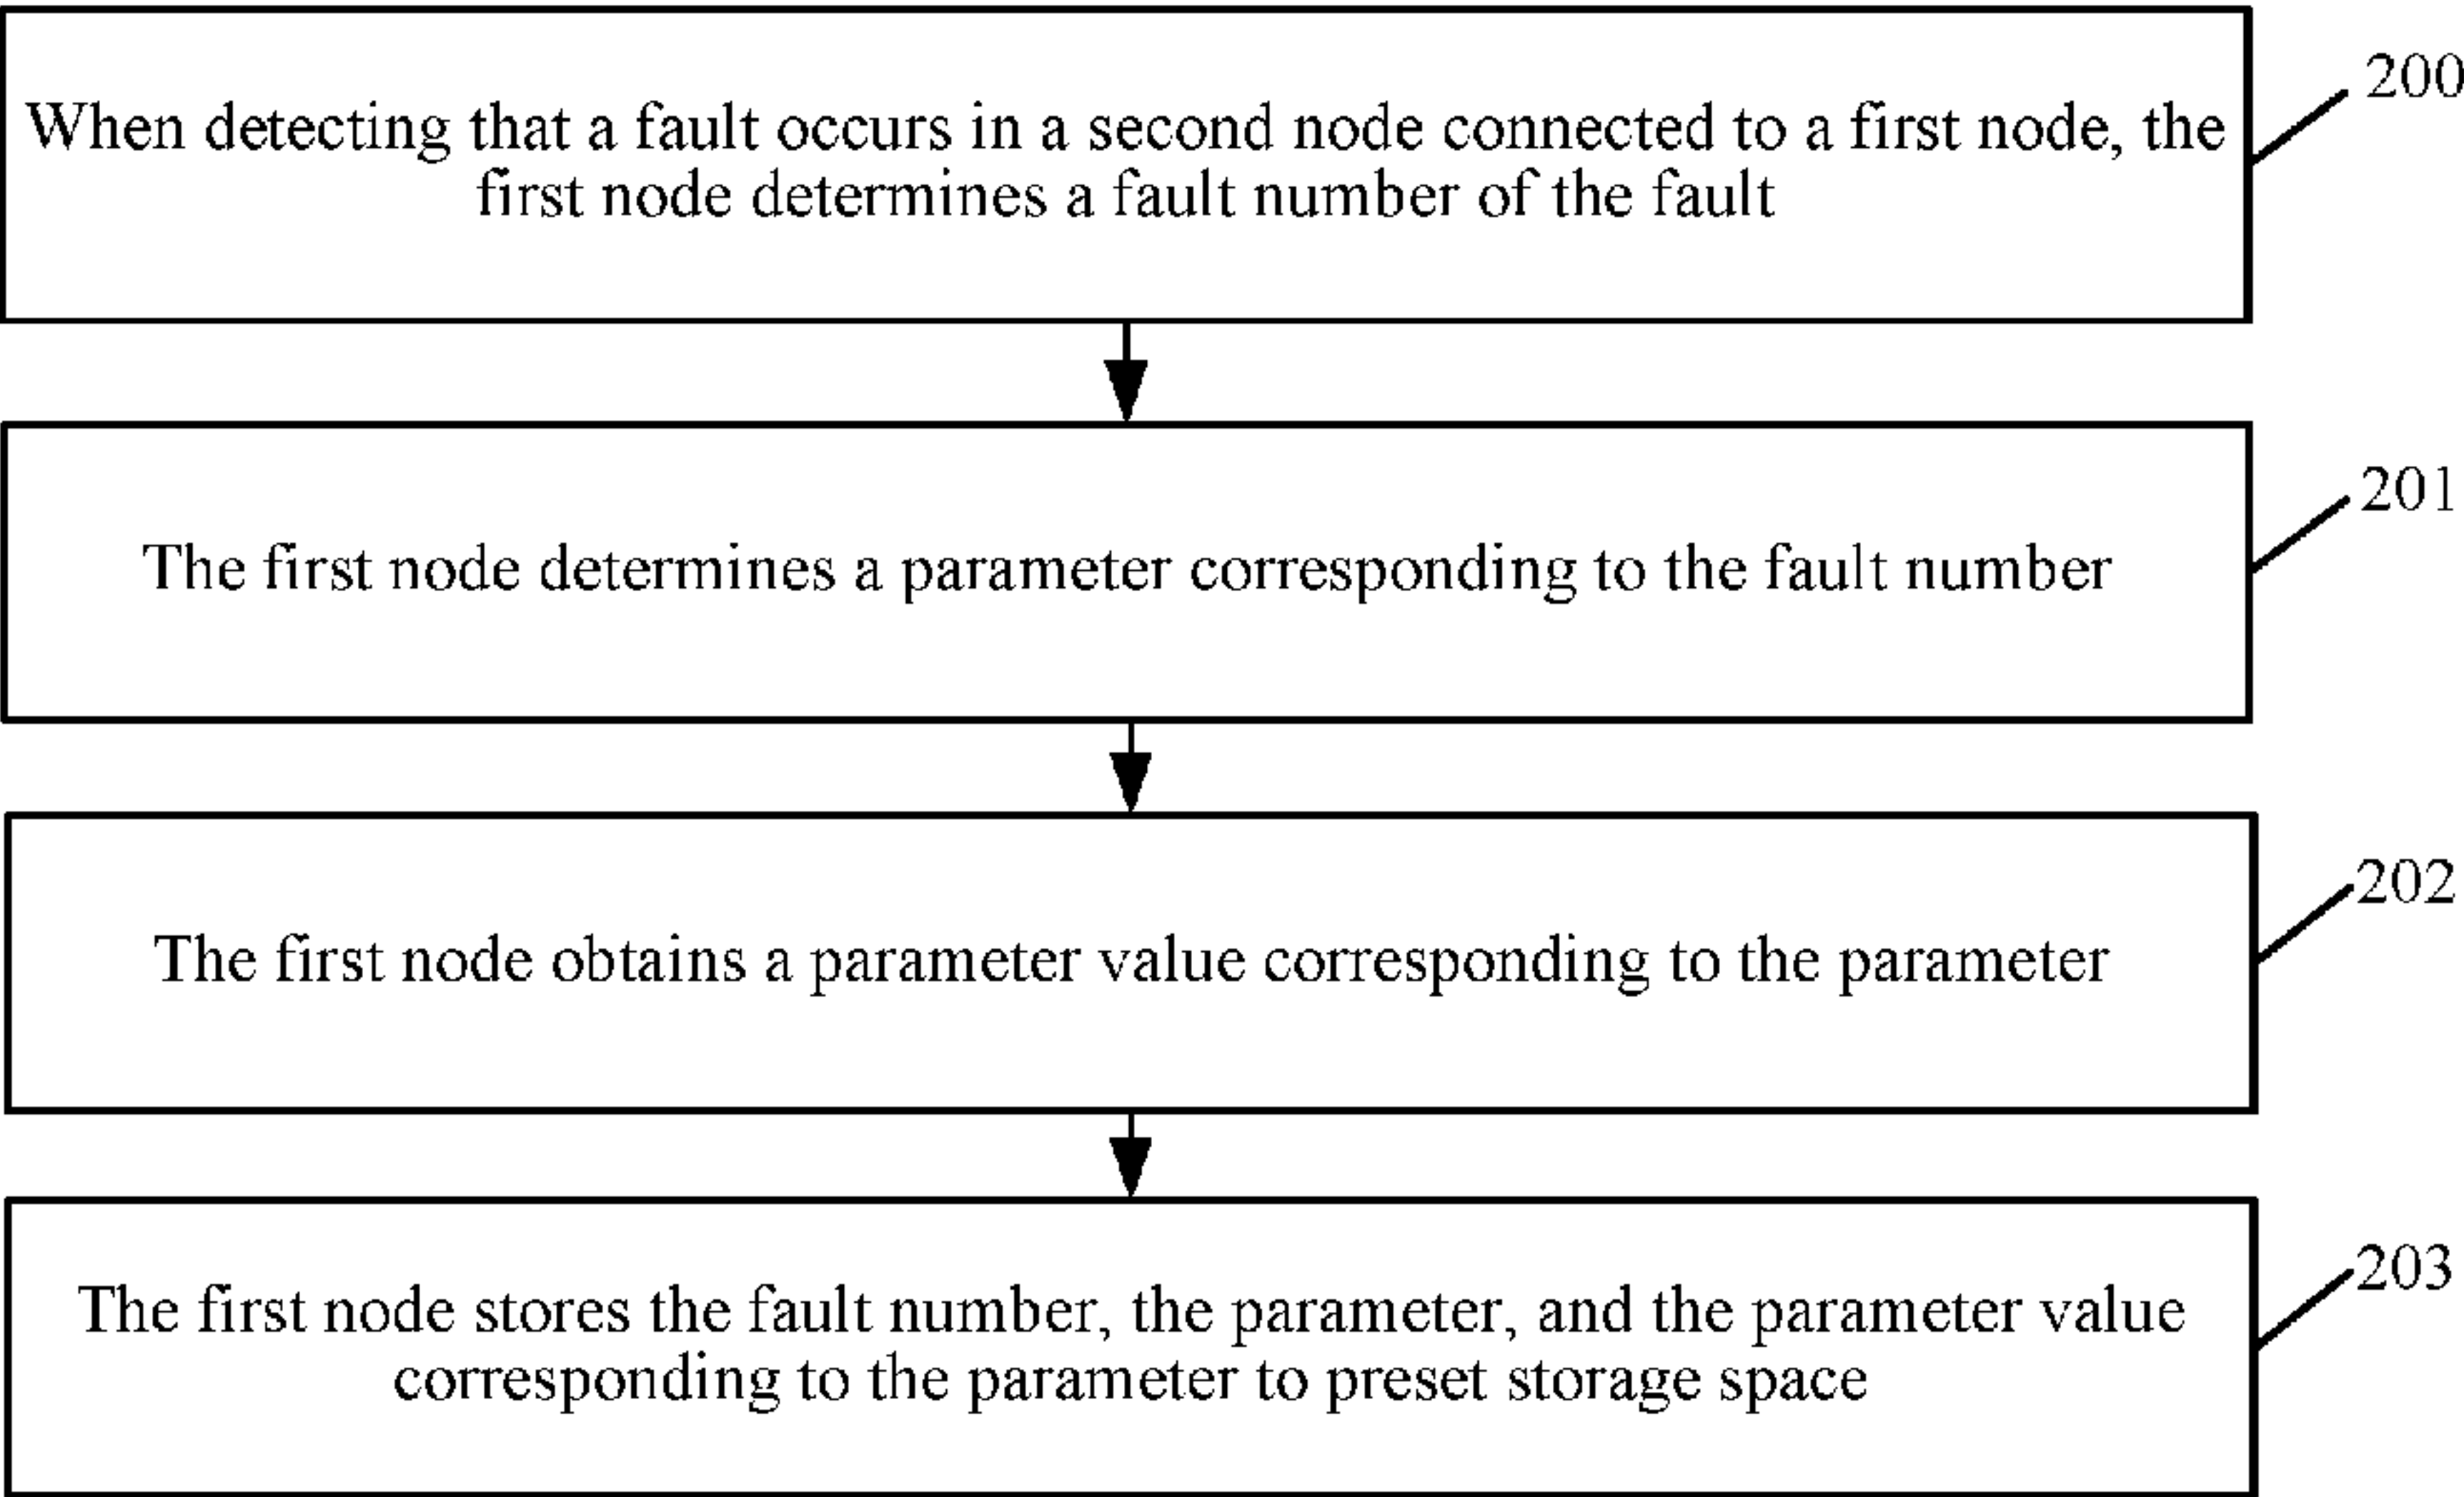 200
When detecting that a fault occurs in a second node connected to a first node, the
first node determines a fault number of the fault
201
The first node determines a parameter corresponding to the fault number
202
The first node obtains a parameter value corresponding to the parameter
203
The first node stores the fault number, the parameter, and the parameter value
corresponding to the parameter to preset storage space